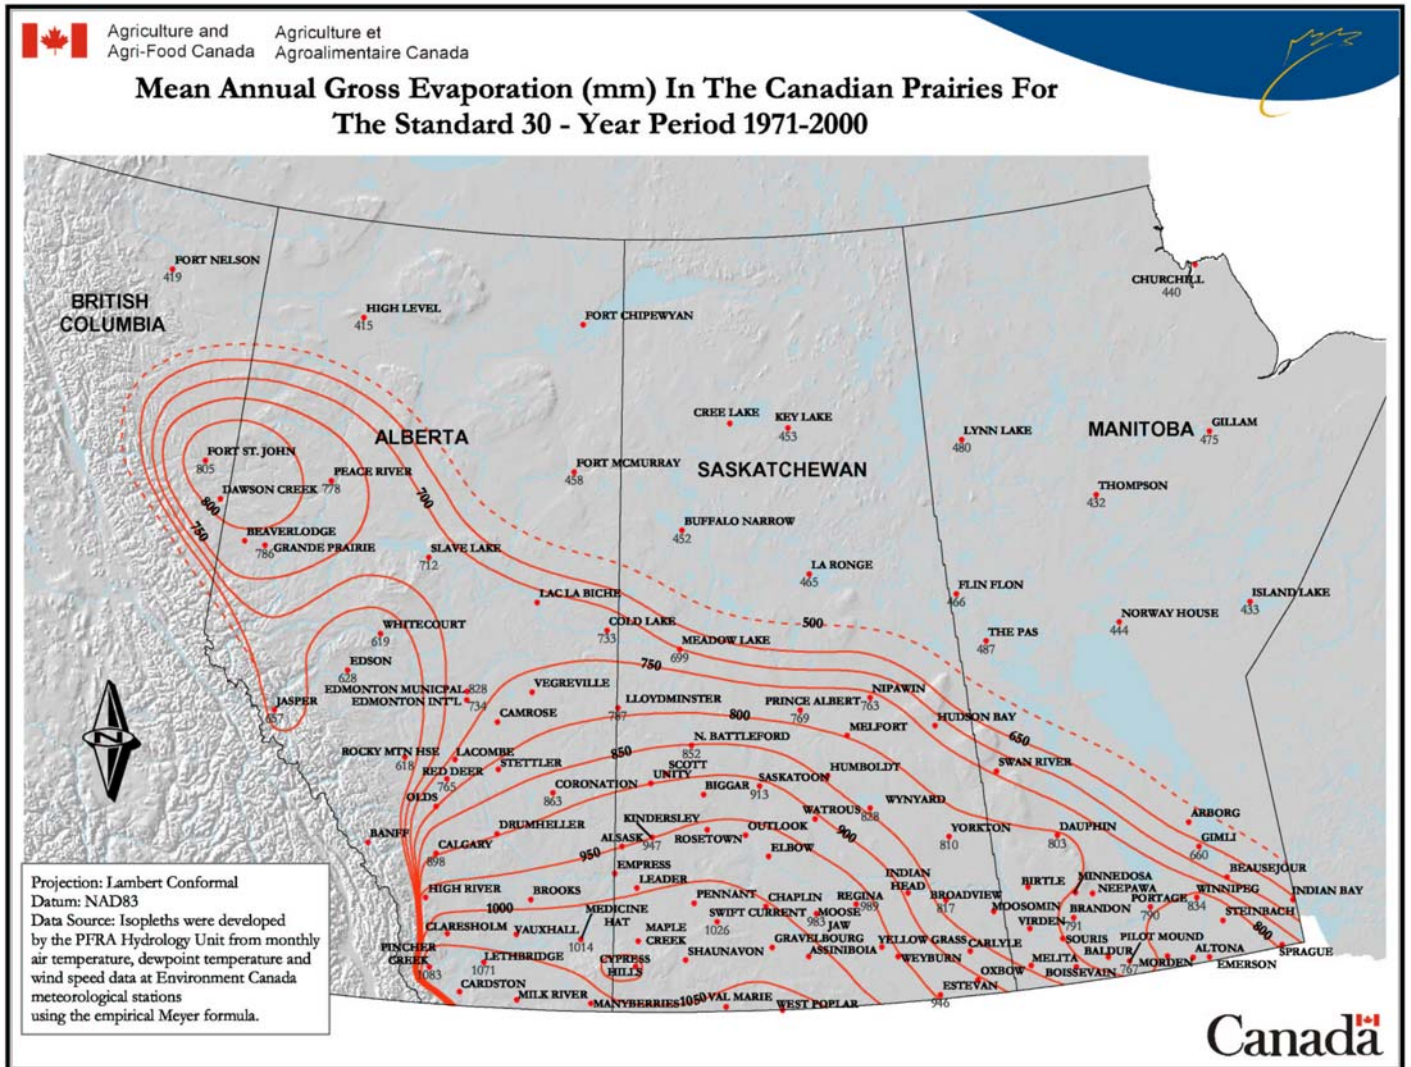 Agriculture and
Agri-Food Canada
Agriculture et
Agroalimentaire Canada
Mean Annual Gross Evaporation (mm) In The Canadian Prairies For
The Standard 30 - Year Period 1971-2000
FORT NELSON
419
BRITISH
COLUMBIA
HIGH LEVEL
415
FORT CHIPEWYAN
CHURCHILL
440
CREE LAKE
KEY LAKE
453
LYNN LAKE
480
MANITOBA
GILLAM
475
ALBERTA
FORT ST. JOHN
805
PEACE RIVER
778
FORT MCMURRAY
458
SASKATCHEWAN
DAWSON CREEK
800
700
THOMPSON
432
750
BUFFALO NARROW
452
BEAVERLODGE
GRANDE PRAIRIE
786
SLAVE LAKE
712
LA RONGE
465
FLIN FLON
466
LAC LA BICHE
ISLAND LAKE
433
NORWAY HOUSE
444
WHITECOURT
619
COLD LAKE
733
500
MEADOW LAKE
699
THE PAS
487
EDSON
628
750
EDMONTON MUNICPAL
828
EDMONTON INT'L
734
VEGREVILLE
JASPER
657
LLOYDMINSTER
787
PRINCE ALBERT
769
NIPAWIN
763
CAMROSE
800
HUDSON BAY
MELFORT
650
N. BATTLEFORD
852
850
ROCKY MTN HSE
618
LACOMBE
RED DEER
765
STETTLER
SCOTT
UNITY
SWAN RIVER
CORONATION
863
BIGGAR
SASKATOON
913
HUMBOLDT
OLDS
WYNYARD
828
WATROUS
ARBORG
DRUMHELLER
KINDERSLEY
947
ROSETOWN
OUTLOOK
900
YORKTON
810
DAUPHIN
803
GIMLI
660
BANFF
CALGARY
898
ALSASK
950
ELBOW
EMPRESS
LEADER
INDIAN
HEAD
BIRTLE
MINNEDOSA
NEEPAWA
BEAUSEJOUR
HIGH RIVER
BROOKS
PENNANT
CHAPLIN
REGINA
989
BROADVIEW
817
PORTAGE
790
WINNIPEG
834
INDIAN BAY
1000
MEDICINE
HAT
1014
SWIFT CURRENT
1026
MOOSE
JAW
983
MOOSOMIN
BRANDON
791
STEINBACH
CLARESHOLM
VAUXHALL
MAPLE
CREEK
VIRDEN
800
PINCHER
CREEK
1083
LETHBRIDGE
1071
CYPRESS
HILLS
SHAUNAVON
GRAVELBOURG
ASSINIBOIA
YELLOW GRASS
WEYBURN
CARLYLE
SOURIS
PILOT MOUND
767
BALDUR
MORDEN
ALTONA
EMERSON
SPRAGUE
MELITA
BOISSEVAIN
OXBOW
CARDSTON
MILK RIVER
MANYBERRIES
1050
VAL MARIE
WEST POPLAR
ESTEVAN
946
Projection: Lambert Conformal
Datum: NAD83
Data Source: Isopleths were developed
by the PFRA Hydrology Unit from monthly
air temperature, dewpoint temperature and
wind speed data at Environment Canada
meteorological stations
using the empirical Meyer formula.
N
Canada